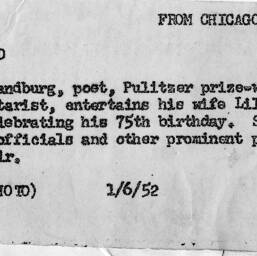 FROM CHICAGO
O
andburg, poet, Pulitzer prize-w
tarist, entertains his wife Lil
lebrating his 75th birthday. S
officials and other prominent p
ir.
HOTO) 1/6/52